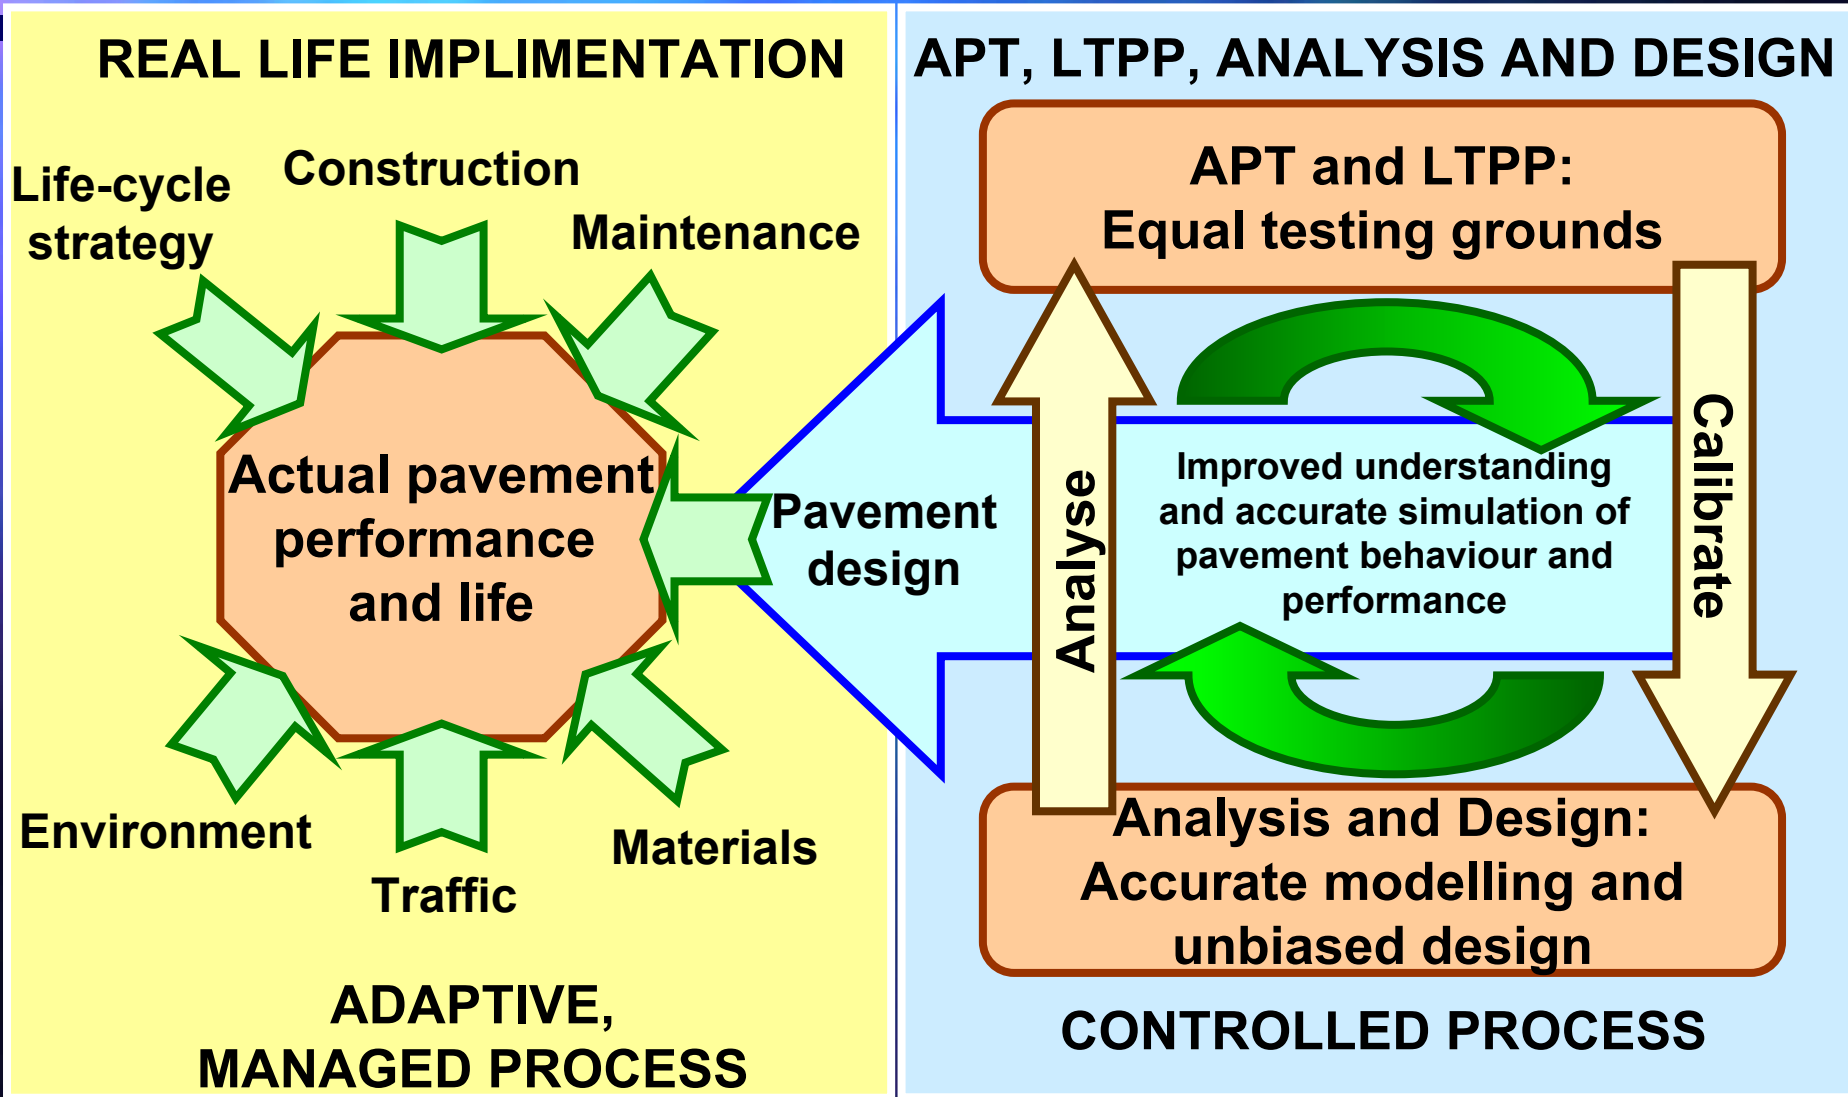 REAL LIFE IMPLIMENTATION
Life-cycle
strategy
Construction
Maintenance
Actual pavement
performance
and life
Pavement
design
Environment
Traffic
Materials
ADAPTIVE,
MANAGED PROCESS
APT, LTPP, ANALYSIS AND DESIGN
APT and LTPP:
Equal testing grounds
Analyse
Improved understanding
and accurate simulation of
pavement behaviour and
performance
Calibrate
Analysis and Design:
Accurate modelling and
unbiased design
CONTROLLED PROCESS